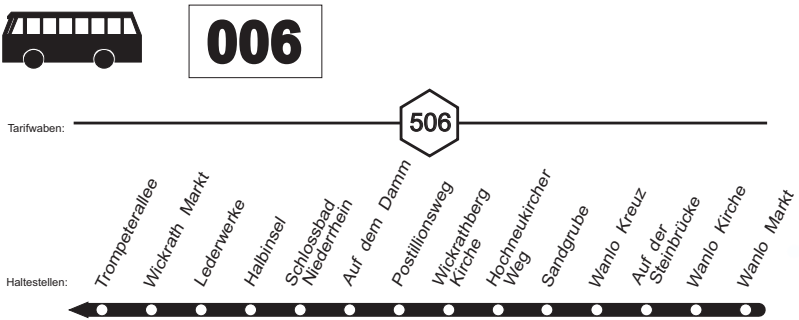 006
Tarifwaben:
506
Haltestellen:
Trompeterallee
Wickrath Markt
Lederwerke
Halbinsel
Schlossbad
Niederrhein
Auf dem Damm
Postillionsweg
Wickrathberg
Kirche
Hochneukircher
Weg
Sandgrube
Wanlo Kreuz
Auf der
Steinbrücke
Wanlo Kirche
Wanlo Markt